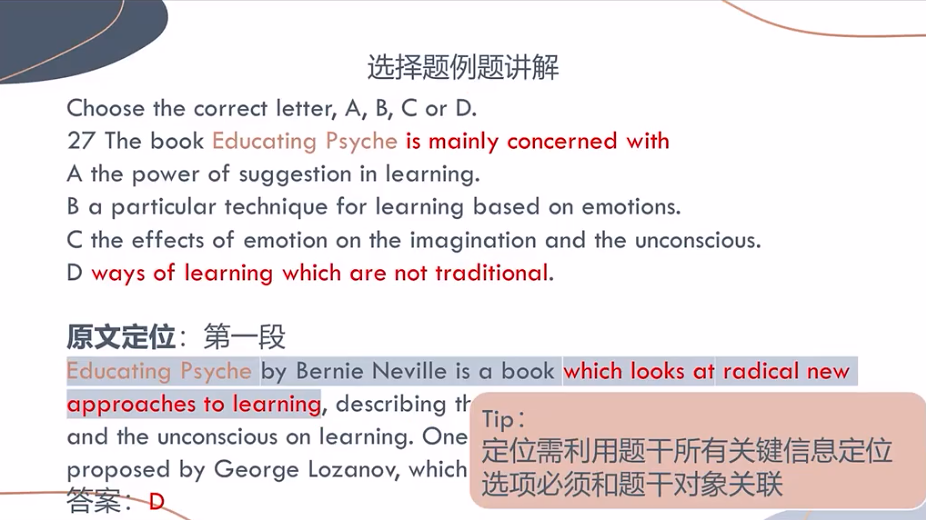 选择题例题讲解
Choose the correct letter, A, B, C or D.
27 The book Educating Psyche is mainly concerned with
A the power of suggestion in learning.
B a particular technique for learning based on emotions.
C the effects of emotion on the imagination and the unconscious.
D ways of learning which are not traditional.
原文定位：第一段
Educating Psyche by Bernie Neville is a book which looks at radical new
approaches to learning, describing
and the unconscious on learning. One
proposed by George Lozanov, which
答案：D
Tip：
定位需利用题干所有关键信息定位
选项必须和题干对象关联